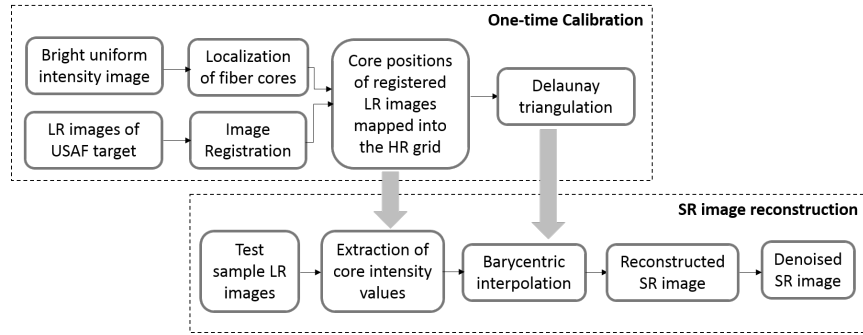 One-time Calibration
Bright uniform
intensity image
Localization
of fiber cores
Core positions
of registered
LR images
mapped into
the HR grid
Delaunay
triangulation
LR images of
USAF target
Image
Registration
SR image reconstruction
Test
sample LR
images
Extraction of
core intensity
values
Barycentric
interpolation
Reconstructed
SR image
Denoised
SR image